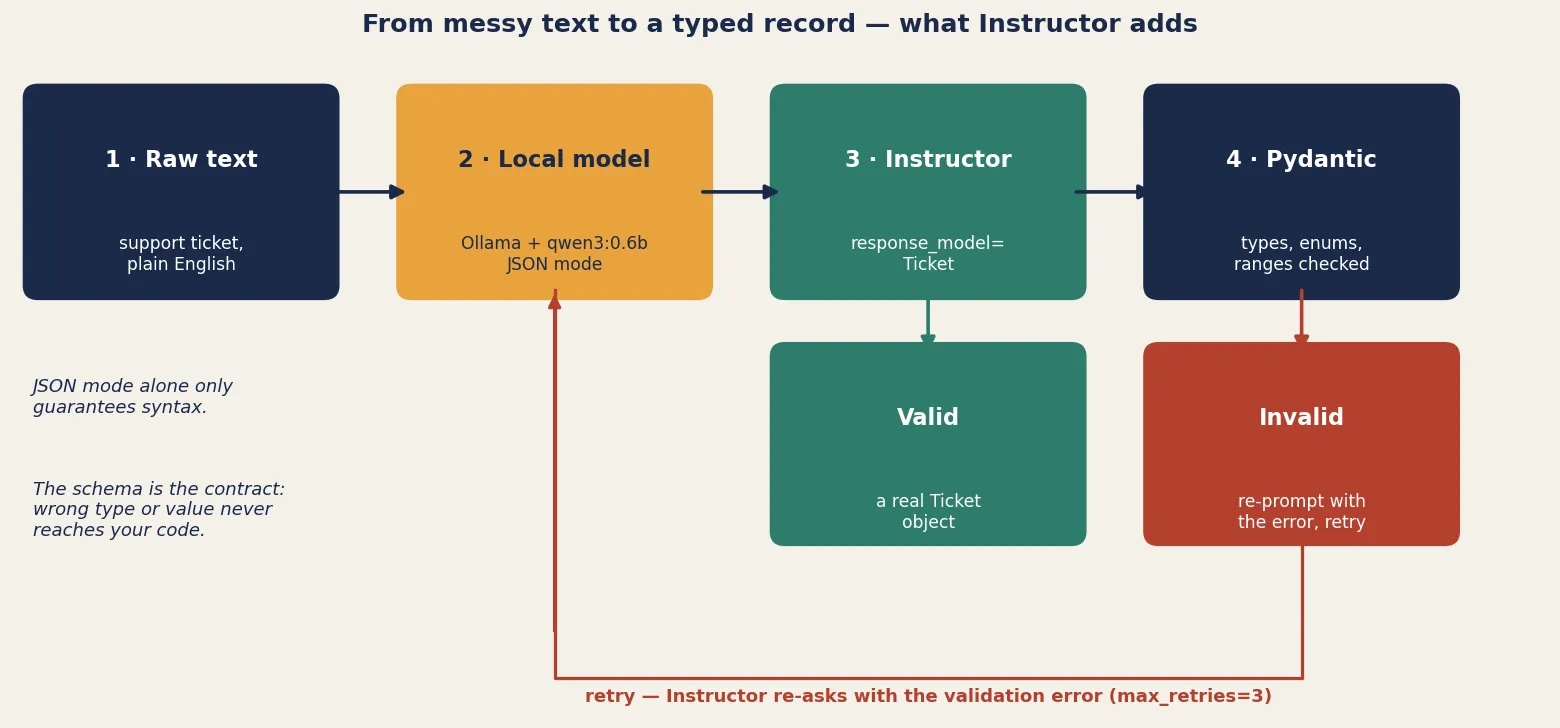 From messy text to a typed record — what Instructor adds
1 · Raw text
support ticket,
plain English
2 · Local model
Ollama + qwen3:0.6b
JSON mode
3 · Instructor
response_model=
Ticket
4 · Pydantic
types, enums,
ranges checked
JSON mode alone only
guarantees syntax.
The schema is the contract:
wrong type or value never
reaches your code.
Valid
a real Ticket
object
Invalid
re-prompt with
the error, retry
retry — Instructor re-asks with the validation error (max_retries=3)